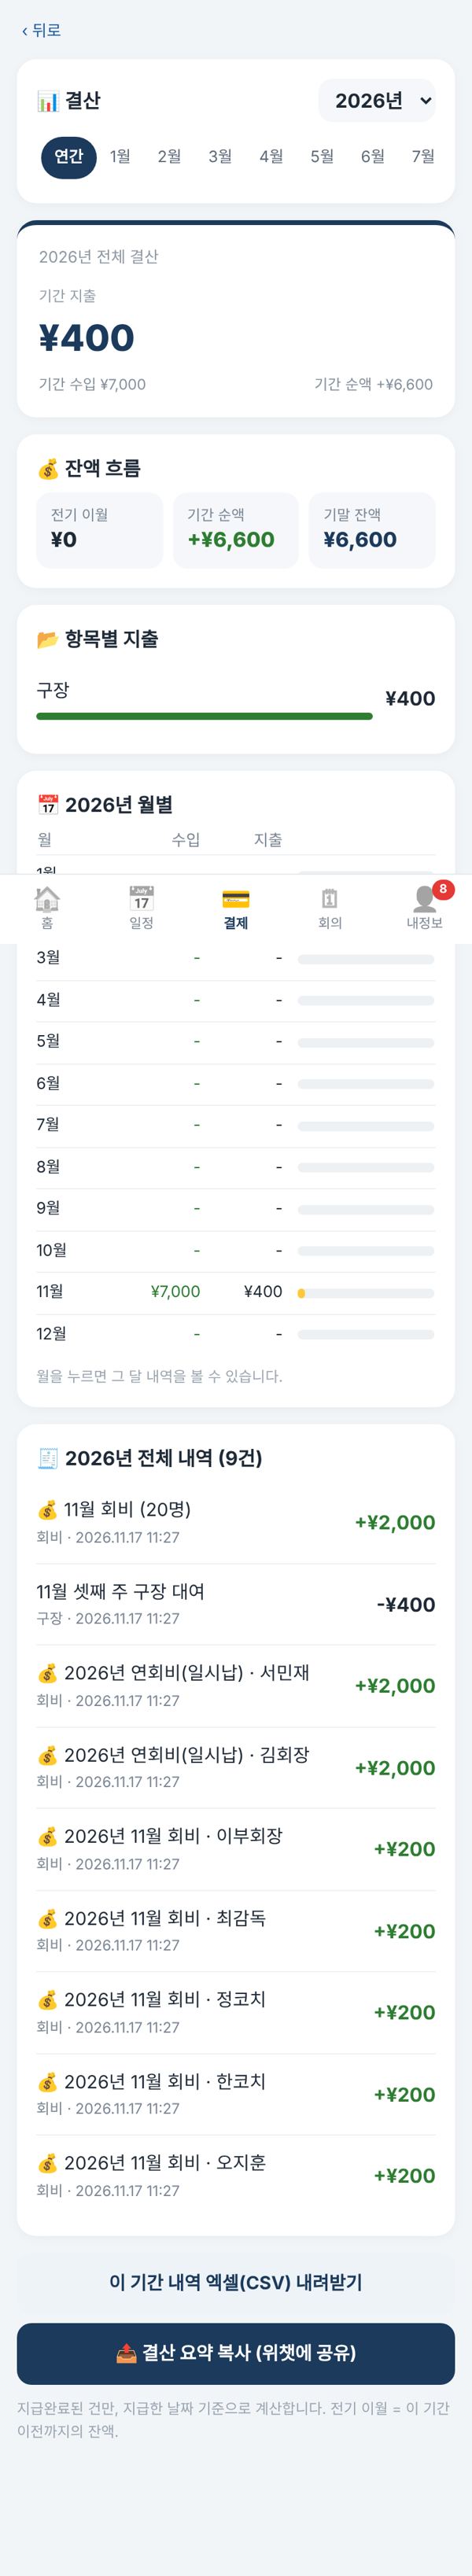 ‹ 뒤로
📊 결산
2026년
연간 1월 2월 3월 4월 5월 6월 7월
2026년 전체 결산
기간 지출
¥400
기간 수입 ¥7,000 기간 순액 +¥6,600
💰 잔액 흐름
전기 이월 기간 순액 기말 잔액
¥0 +¥6,600 ¥6,600
📂 항목별 지출
구장 ¥400
📅 2026년 월별
월 수입 지출
1월
홈 일정 결제 회의 내정보 8
3월 - -
4월 - -
5월 - -
6월 - -
7월 - -
8월 - -
9월 - -
10월 - -
11월 ¥7,000 ¥400
12월 - -
월을 누르면 그 달 내역을 볼 수 있습니다.
🧾 2026년 전체 내역 (9건)
💰 11월 회비 (20명) +¥2,000
회비 · 2026.11.17 11:27
11월 셋째 주 구장 대여 -¥400
구장 · 2026.11.17 11:27
💰 2026년 연회비(일시납) · 서민재 +¥2,000
회비 · 2026.11.17 11:27
💰 2026년 연회비(일시납) · 김회장 +¥2,000
회비 · 2026.11.17 11:27
💰 2026년 11월 회비 · 이부회장 +¥200
회비 · 2026.11.17 11:27
💰 2026년 11월 회비 · 최감독 +¥200
회비 · 2026.11.17 11:27
💰 2026년 11월 회비 · 정코치 +¥200
회비 · 2026.11.17 11:27
💰 2026년 11월 회비 · 한코치 +¥200
회비 · 2026.11.17 11:27
💰 2026년 11월 회비 · 오지훈 +¥200
회비 · 2026.11.17 11:27
이 기간 내역 엑셀(CSV) 내려받기
📤 결산 요약 복사 (위챗에 공유)
지급완료된 건만, 지급한 날짜 기준으로 계산합니다. 전기 이월 = 이 기간
이전까지의 잔액.